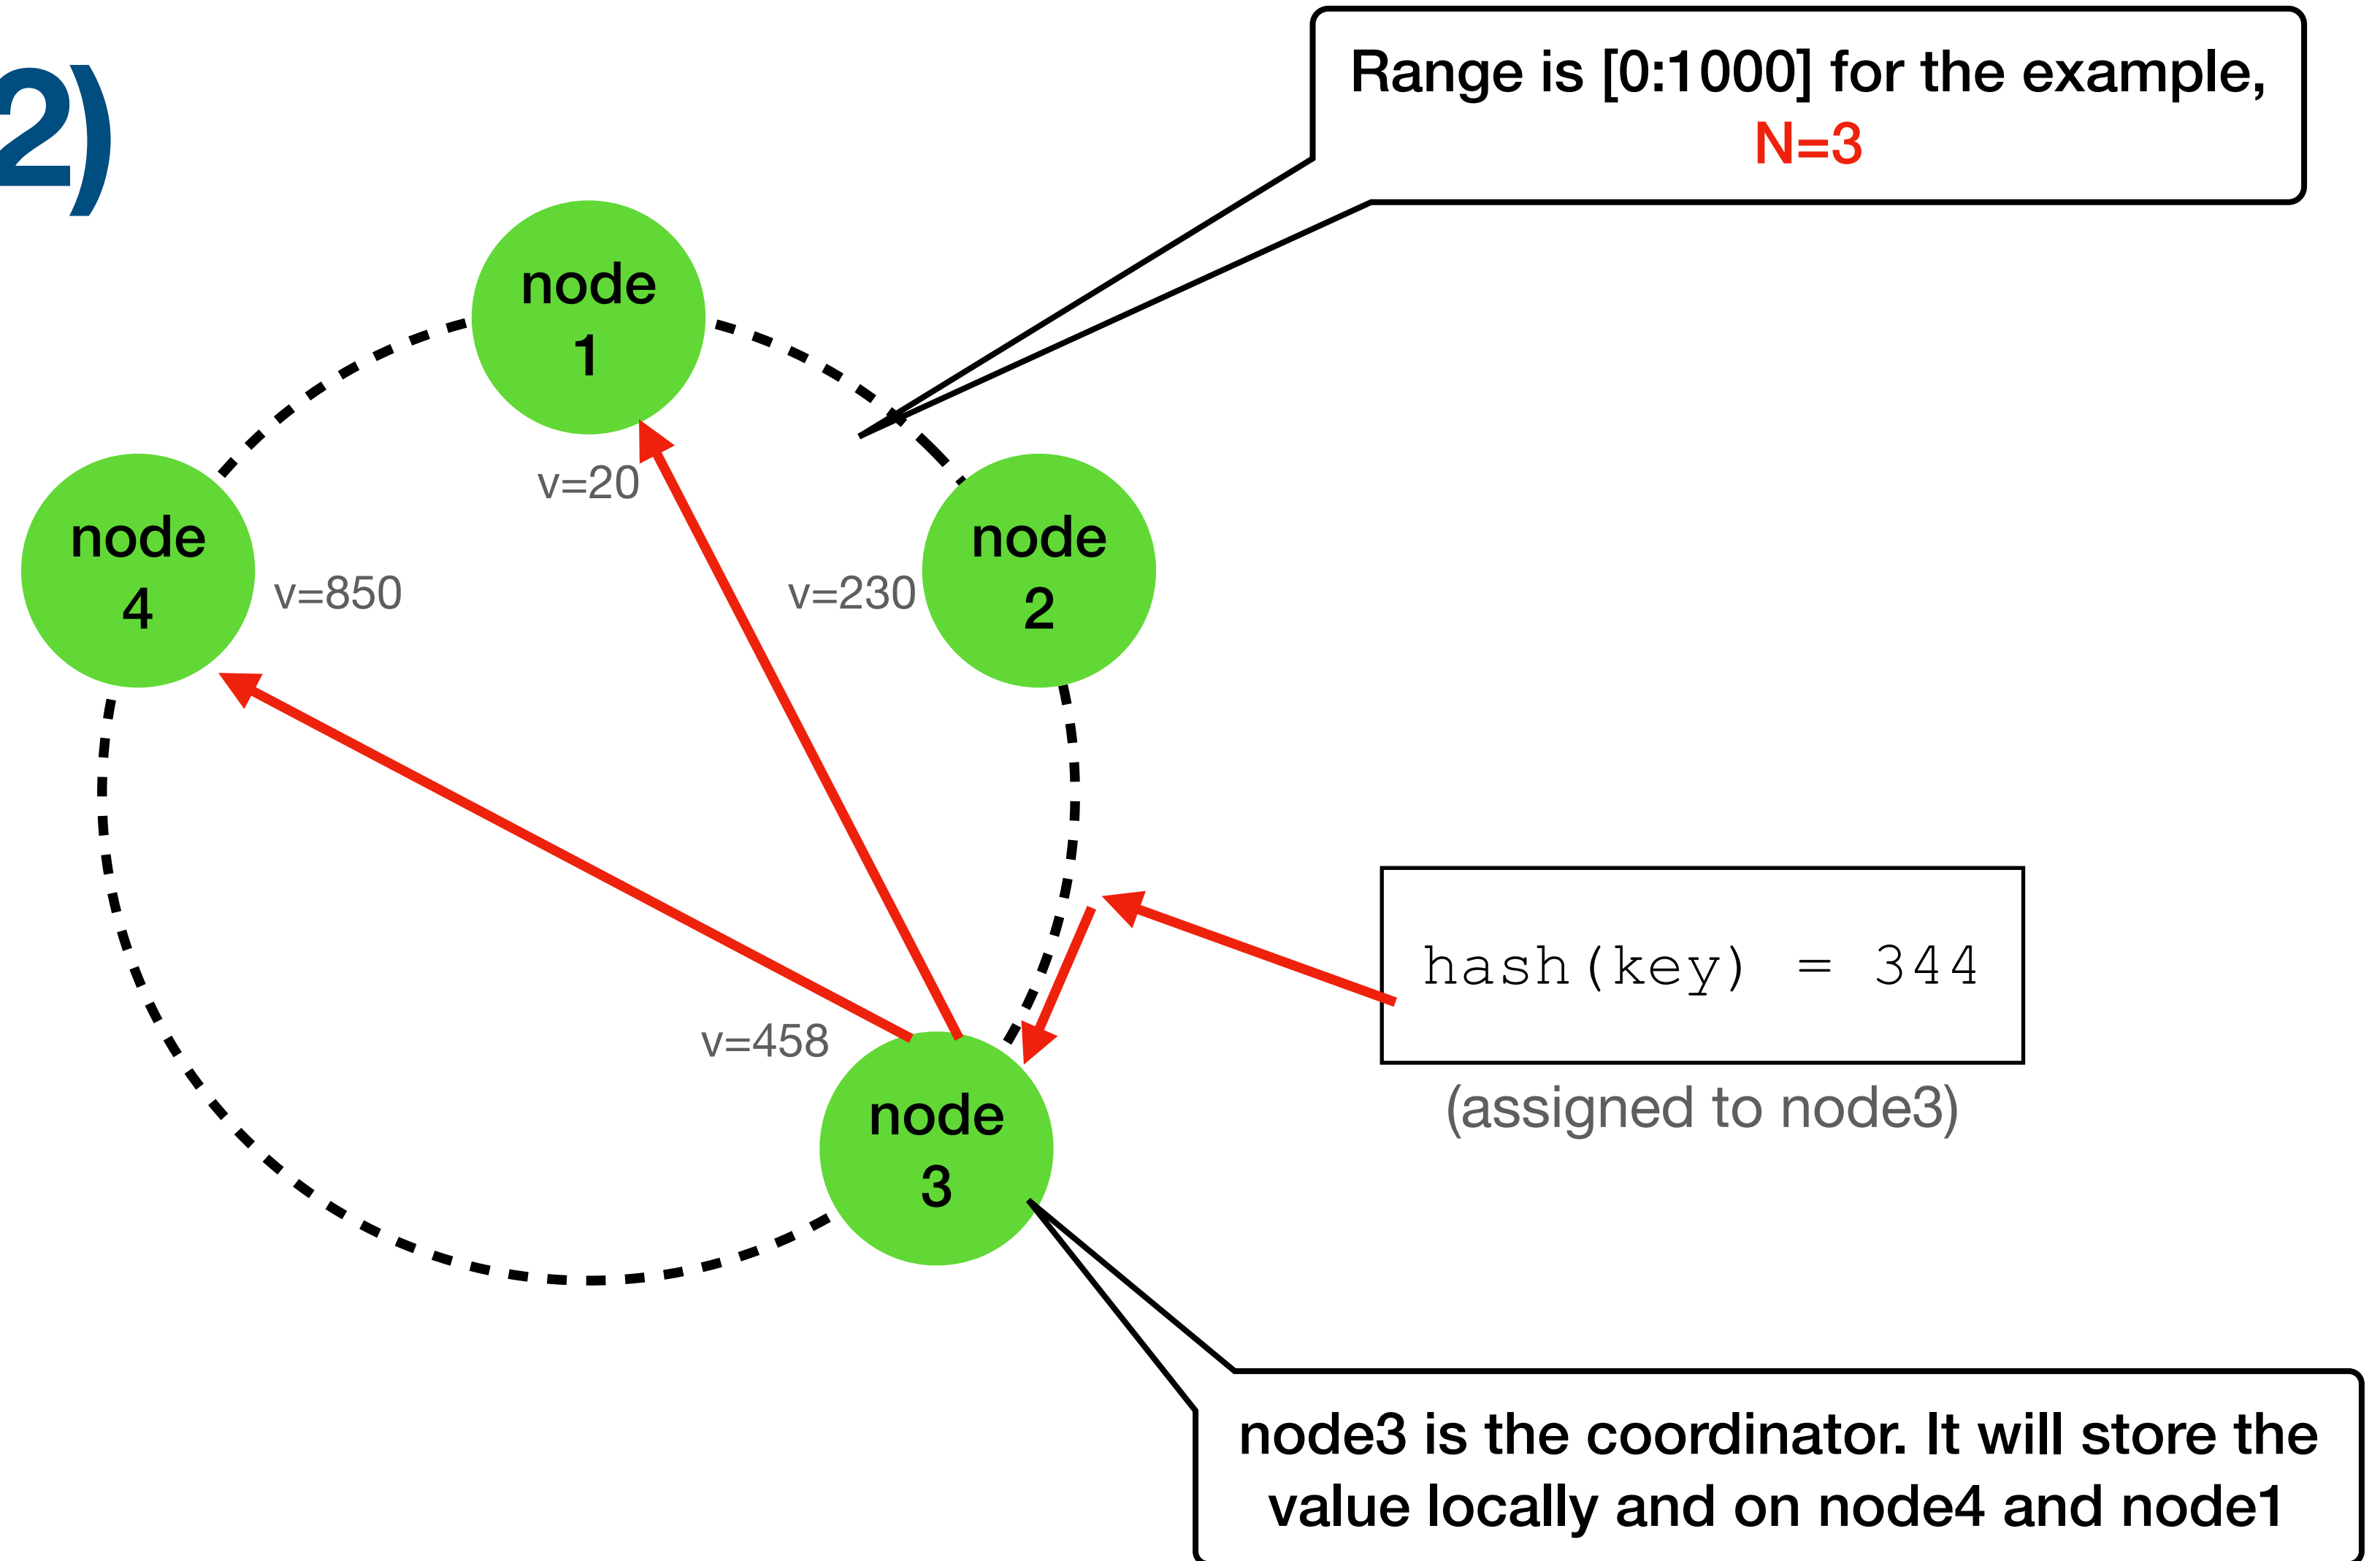 2)
Range is [0:1000] for the example,
N=3
node
1
v=20
node
4
v=850
v=230
node
2
hash(key) = 344
(assigned to node3)
v=458
node
3
node3 is the coordinator. It will store the
value locally and on node4 and node1